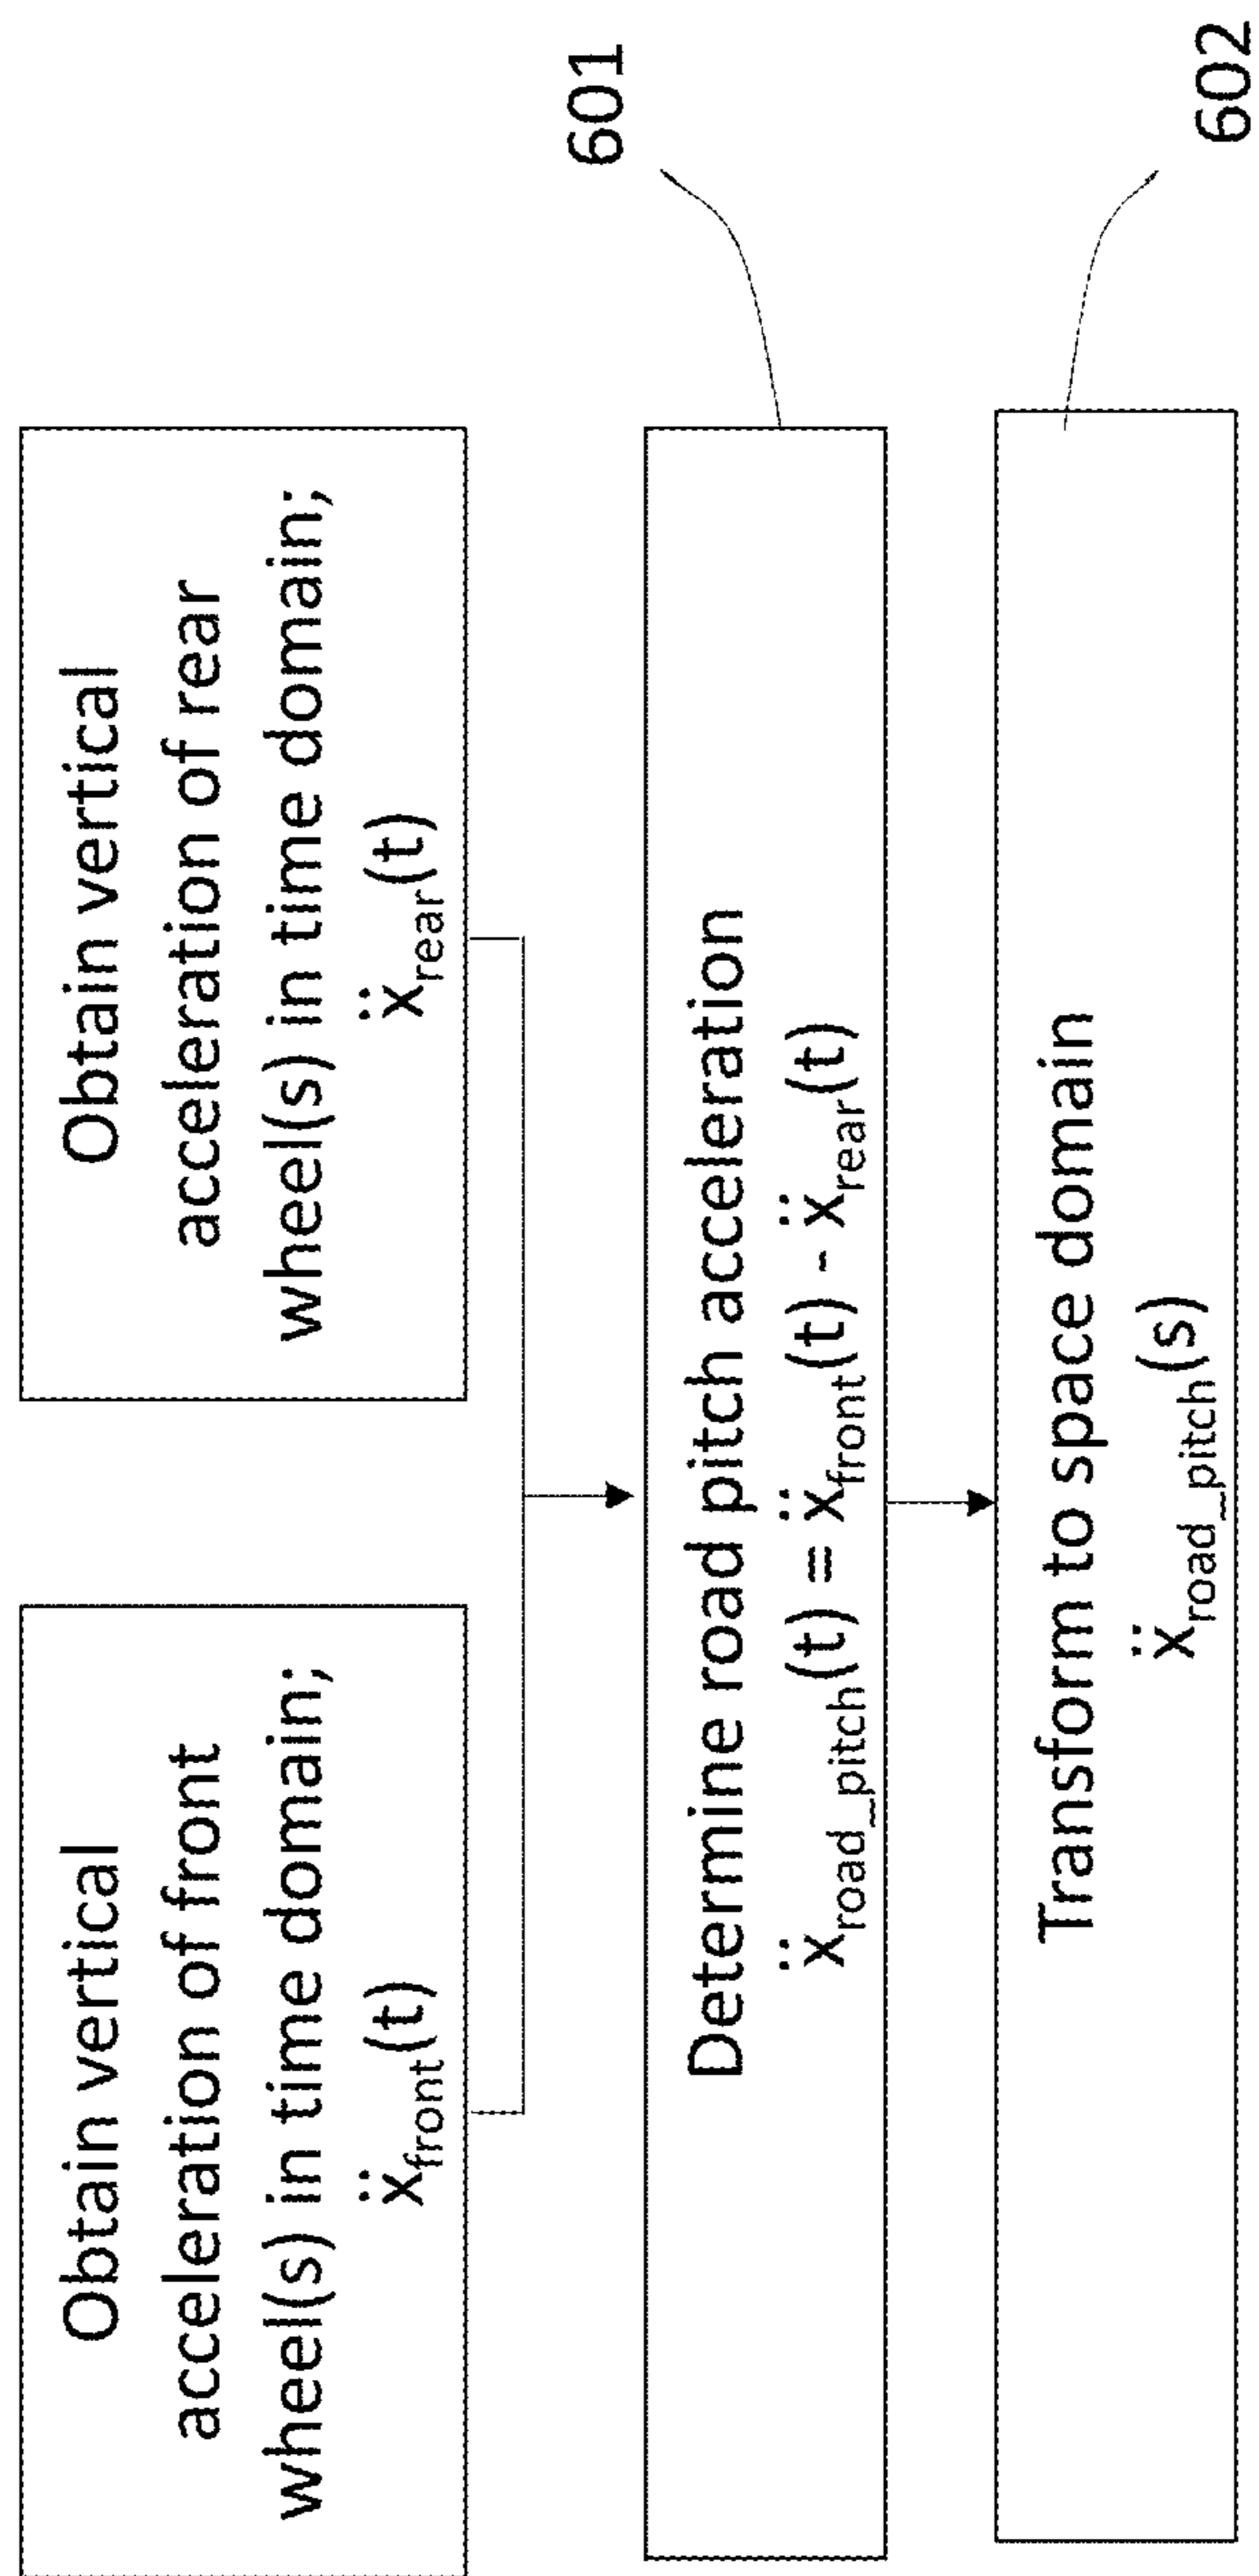 Obtain vertical
acceleration of front
wheel(s) in time domain;
ẍfront(t)
Obtain vertical
acceleration of rear
wheel(s) in time domain;
ẍrear(t)
Determine road pitch acceleration
ẍroad_pitch(t) = ẍfront(t) - ẍrear(t)
601
Transform to space domain
ẍroad_pitch(s)
602